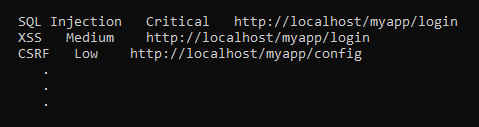 SQL Injection   Critical   http://localhost/myapp/login
XSS   Medium    http://localhost/myapp/login
CSRF   Low    http://localhost/myapp/config
.
.
.